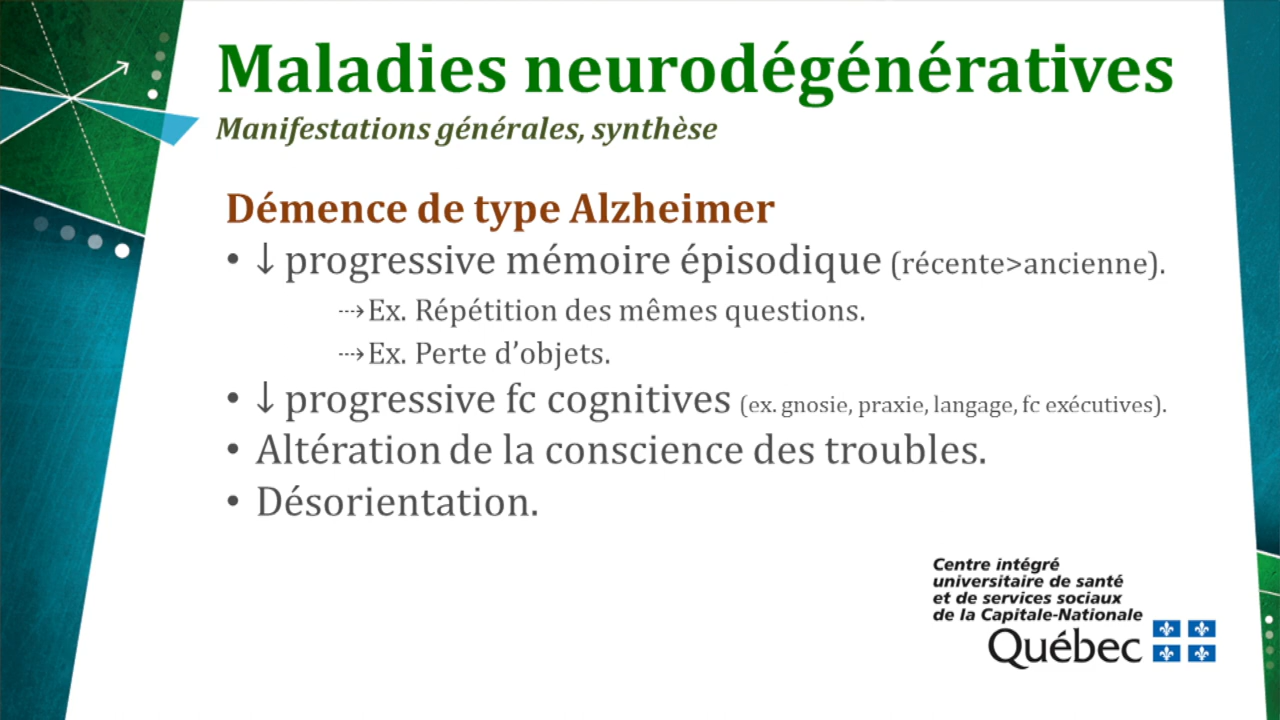 Maladies neurodégénératives
Manifestations générales, synthèse
Démence de type Alzheimer
• ↓ progressive mémoire épisodique (récente>ancienne).
⇢Ex. Répétition des mêmes questions.
⇢Ex. Perte d’objets.
• ↓ progressive fc cognitives (ex. gnosie, praxie, langage, fc exécutives).
• Altération de la conscience des troubles.
• Désorientation.
Centre intégré
universitaire de santé
et de services sociaux
de la Capitale-Nationale
Québec